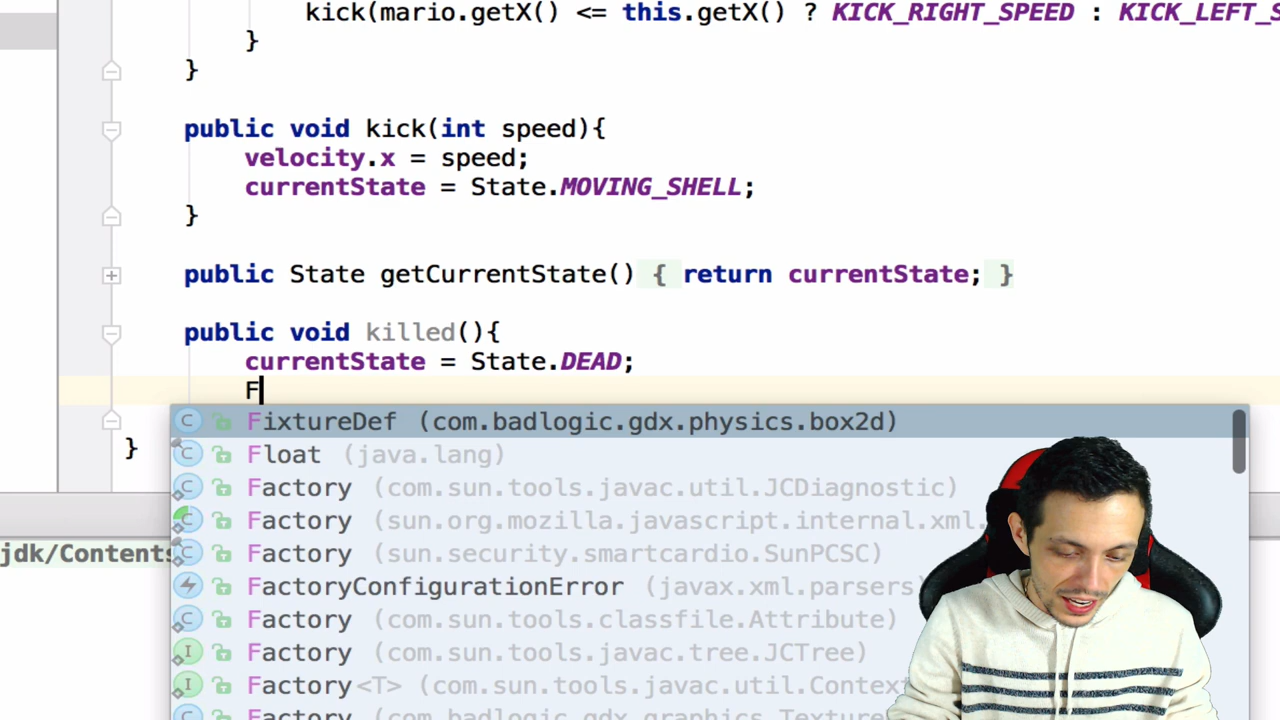 kick(mario.getX() <= this.getX() ? KICK_RIGHT_SPEED : KICK_LEFT_S
}
}
public void kick(int speed){
velocity.x = speed;
currentState = State.MOVING_SHELL;
}
public State getCurrentState() { return currentState; }
public void killed(){
currentState = State.DEAD;
F
FixtureDef (com.badlogic.gdx.physics.box2d)
}
Float (java.lang)
Factory (com.sun.tools.javac.util.JCDiagnostic)
Factory (sun.org.mozilla.javascript.internal.xml.
jdk/Contents
Factory (sun.security.smartcardio.SunPCSC)
FactoryConfigurationError (javax.xml.parsers)
Factory (com.sun.tools.classfile.Attribute)
Factory (com.sun.tools.javac.tree.JCTree)
Factory<T> (com.sun.tools.javac.util.Context
Factory (com.badlogic.gdx.graphics.Texture